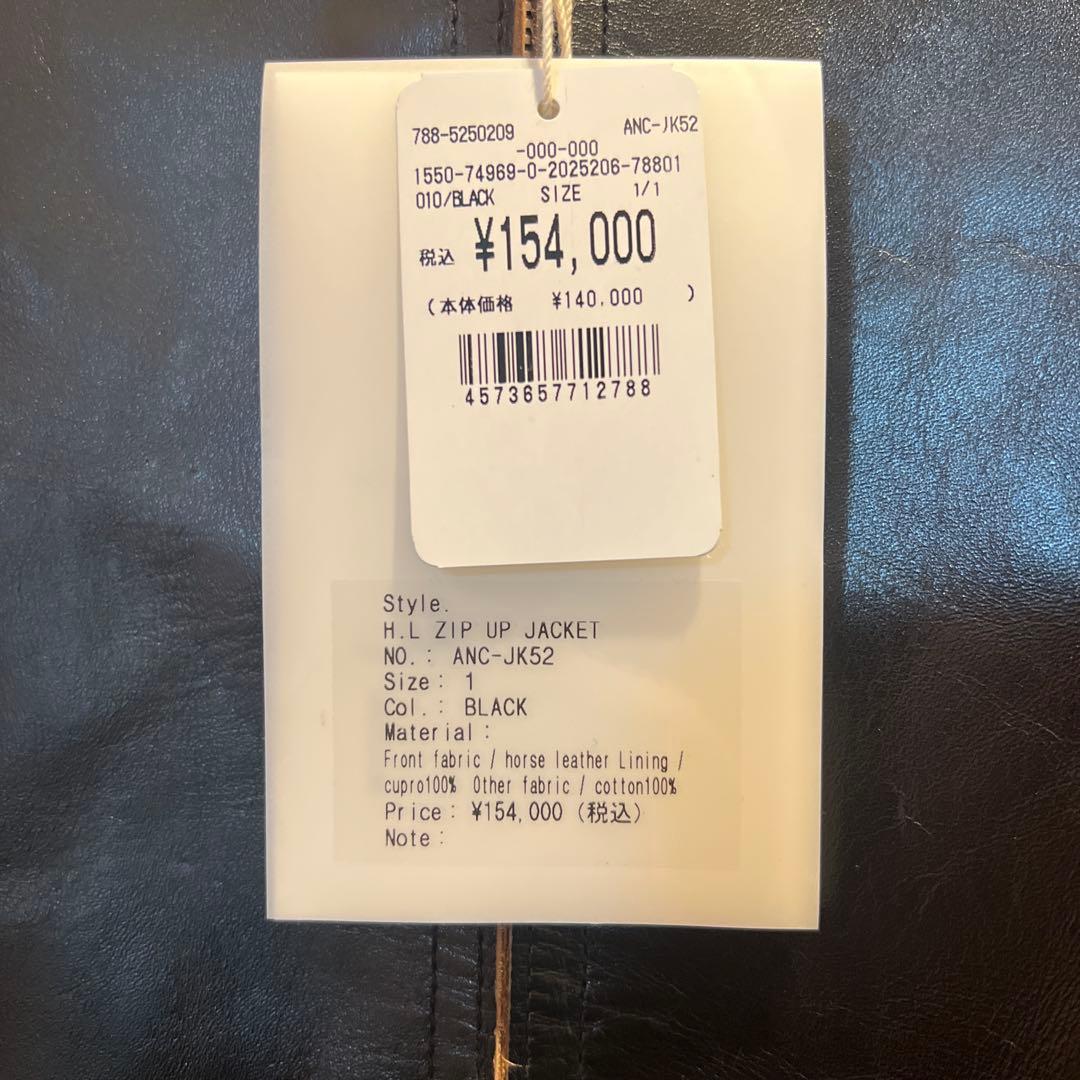 788-5250209 ANC-JK52
-000-000
1550-74969-0-2025206-78801
010/BLACK SIZE 1/1
税込 ¥154,000
(本体価格 ¥140,000 )
4573657712788
Style.
H.L ZIP UP JACKET
NO.: ANC-JK52
Size: 1
Col.: BLACK
Material:
Front fabric / horse leather Lining /
cupro100% Other fabric / cotton100%
Price: ¥154,000 (税込)
Note: